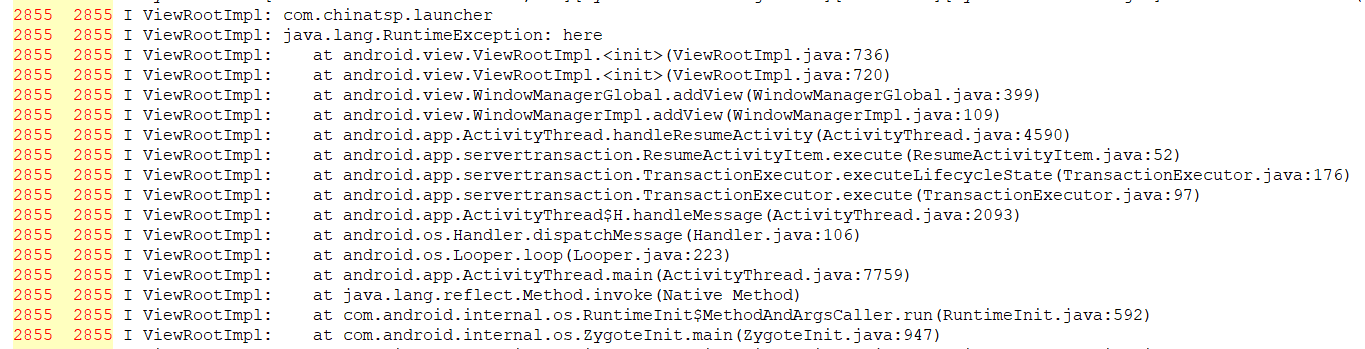 2855 2855 I ViewRootImpl: com.chinatsp.launcher
2855 2855 I ViewRootImpl: java.lang.RuntimeException: here
2855 2855 I ViewRootImpl: at android.view.ViewRootImpl.<init>(ViewRootImpl.java:736)
2855 2855 I ViewRootImpl: at android.view.ViewRootImpl.<init>(ViewRootImpl.java:720)
2855 2855 I ViewRootImpl: at android.view.WindowManagerGlobal.addView(WindowManagerGlobal.java:399)
2855 2855 I ViewRootImpl: at android.view.WindowManagerImpl.addView(WindowManagerImpl.java:109)
2855 2855 I ViewRootImpl: at android.app.ActivityThread.handleResumeActivity(ActivityThread.java:4590)
2855 2855 I ViewRootImpl: at android.app.servertransaction.ResumeActivityItem.execute(ResumeActivityItem.java:52)
2855 2855 I ViewRootImpl: at android.app.servertransaction.TransactionExecutor.executeLifecycleState(TransactionExecutor.java:176)
2855 2855 I ViewRootImpl: at android.app.servertransaction.TransactionExecutor.execute(TransactionExecutor.java:97)
2855 2855 I ViewRootImpl: at android.app.ActivityThread$H.handleMessage(ActivityThread.java:2093)
2855 2855 I ViewRootImpl: at android.os.Handler.dispatchMessage(Handler.java:106)
2855 2855 I ViewRootImpl: at android.os.Looper.loop(Looper.java:223)
2855 2855 I ViewRootImpl: at android.app.ActivityThread.main(ActivityThread.java:7759)
2855 2855 I ViewRootImpl: at java.lang.reflect.Method.invoke(Native Method)
2855 2855 I ViewRootImpl: at com.android.internal.os.RuntimeInit$MethodAndArgsCaller.run(RuntimeInit.java:592)
2855 2855 I ViewRootImpl: at com.android.internal.os.ZygoteInit.main(ZygoteInit.java:947)